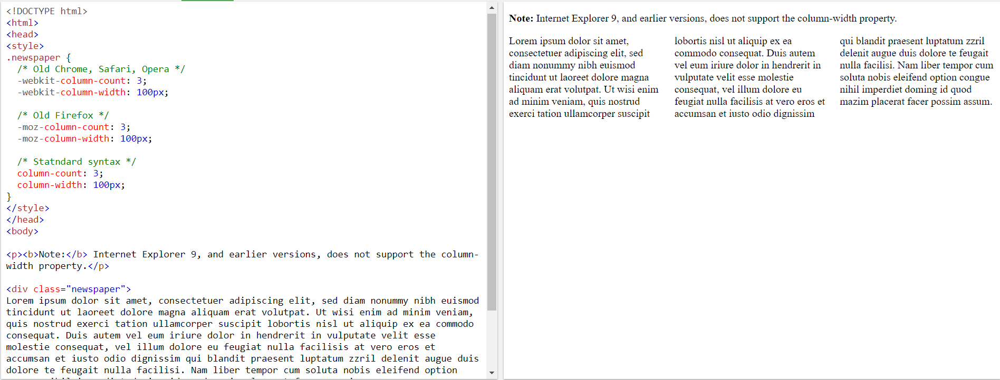 <!DOCTYPE html>
<html>
<head>
<style>
.newspaper {
/* Old Chrome, Safari, Opera */
-webkit-column-count: 3;
-webkit-column-width: 100px;
/* Old Firefox */
-moz-column-count: 3;
-moz-column-width: 100px;
/* Statndard syntax */
column-count: 3;
column-width: 100px;
}
</style>
</head>
<body>
<p><b>Note:</b> Internet Explorer 9, and earlier versions, does not support the column-
width property.</p>
<div class="newspaper">
Lorem ipsum dolor sit amet, consectetuer adipiscing elit, sed diam nonummy nibh euismod
tincidunt ut laoreet dolore magna aliquam erat volutpat. Ut wisi enim ad minim veniam,
quis nostrud exerci tation ullamcorper suscipit lobortis nisl ut aliquip ex ea commodo
consequat. Duis autem vel eum iriure dolor in hendrerit in vulputate velit esse
molestie consequat, vel illum dolore eu feugiat nulla facilisis at vero eros et
accumsan et iusto odio dignissim qui blandit praesent luptatum zzril delenit augue duis
dolore te feugait nulla facilisi. Nam liber tempor cum soluta nobis eleifend option
Note: Internet Explorer 9, and earlier versions, does not support the column-width property.
Lorem ipsum dolor sit amet,
consectetuer adipiscing elit, sed
diam nonummy nibh euismod
tincidunt ut laoreet dolore magna
aliquam erat volutpat. Ut wisi enim
ad minim veniam, quis nostrud
exerci tation ullamcorper suscipit
lobortis nisl ut aliquip ex ea
commodo consequat. Duis autem
vel eum iriure dolor in hendrerit in
vulputate velit esse molestie
consequat, vel illum dolore eu
feugiat nulla facilisis at vero eros et
accumsan et iusto odio dignissim
qui blandit praesent luptatum zzril
delenit augue duis dolore te feugait
nulla facilisi. Nam liber tempor cum
soluta nobis eleifend option congue
nihil imperdiet doming id quod
mazim placerat facer possim assum.